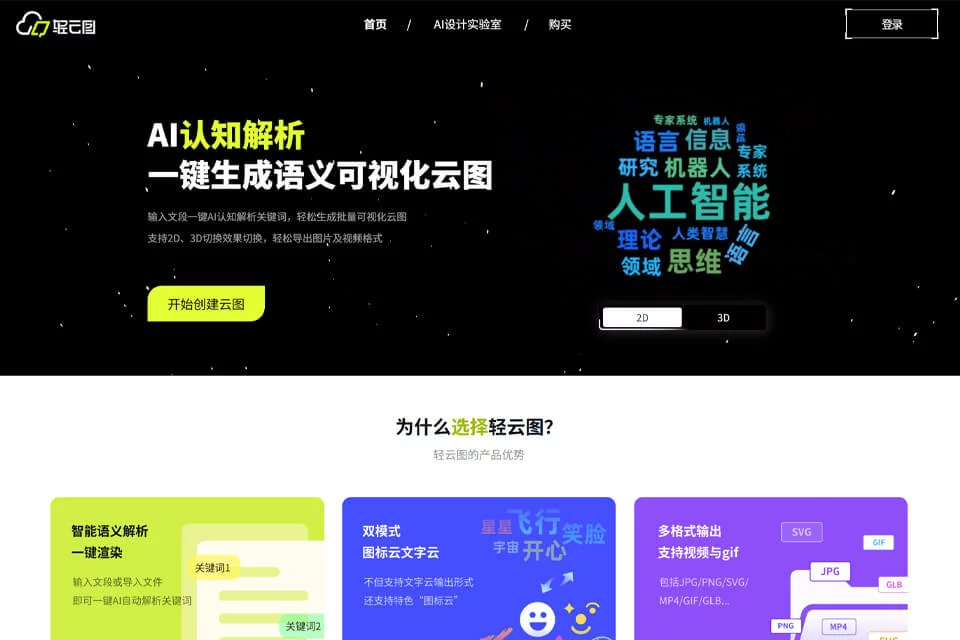 轻云图
首页 / AI设计实验室 / 购买
登录
AI认知解析
一键生成语义可视化云图
输入文段一键AI认知解析关键词，轻松生成批量可视化云图
支持2D、3D切换效果切换，轻松导出图片及视频格式
开始创建云图
专家系统 机器人
语言 信息 领域
专家
研究 机器人 系统
人工智能
领域
理论 人类智慧 语言
领域 思维
2D 3D
为什么选择轻云图?
轻云图的产品优势
智能语义解析
一键渲染
输入文段或导入文件
即可一键AI自动解析关键词
关键词1
关键词2
双模式
图标云文字云
不但支持文字云输出形式
还支持特色“图标云”
星星 飞行 笑脸
宇宙 开心
多格式输出
支持视频与gif
包括JPG/PNG/SVG/
MP4/GIF/GLB...
SVG
GIF
JPG
GLB
PNG
MP4
SVG